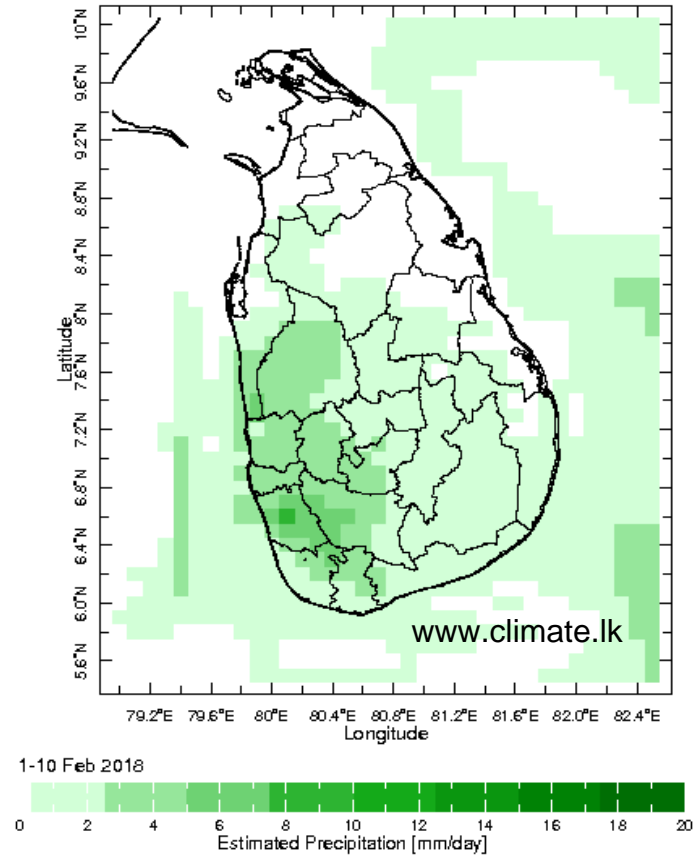 10°N
9.6°N
9.2°N
8.8°N
8.4°N
8°N
7.6°N
7.2°N
6.8°N
6.4°N
6.0°N
5.6°N
Latitude
www.climate.lk
79.2°E 79.6°E 80°E 80.4°E 80.8°E 81.2°E 81.6°E 82.0°E 82.4°E
Longitude
1-10 Feb 2018
0 2 4 6 8 10 12 14 16 18 20
Estimated Precipitation [mm/day]